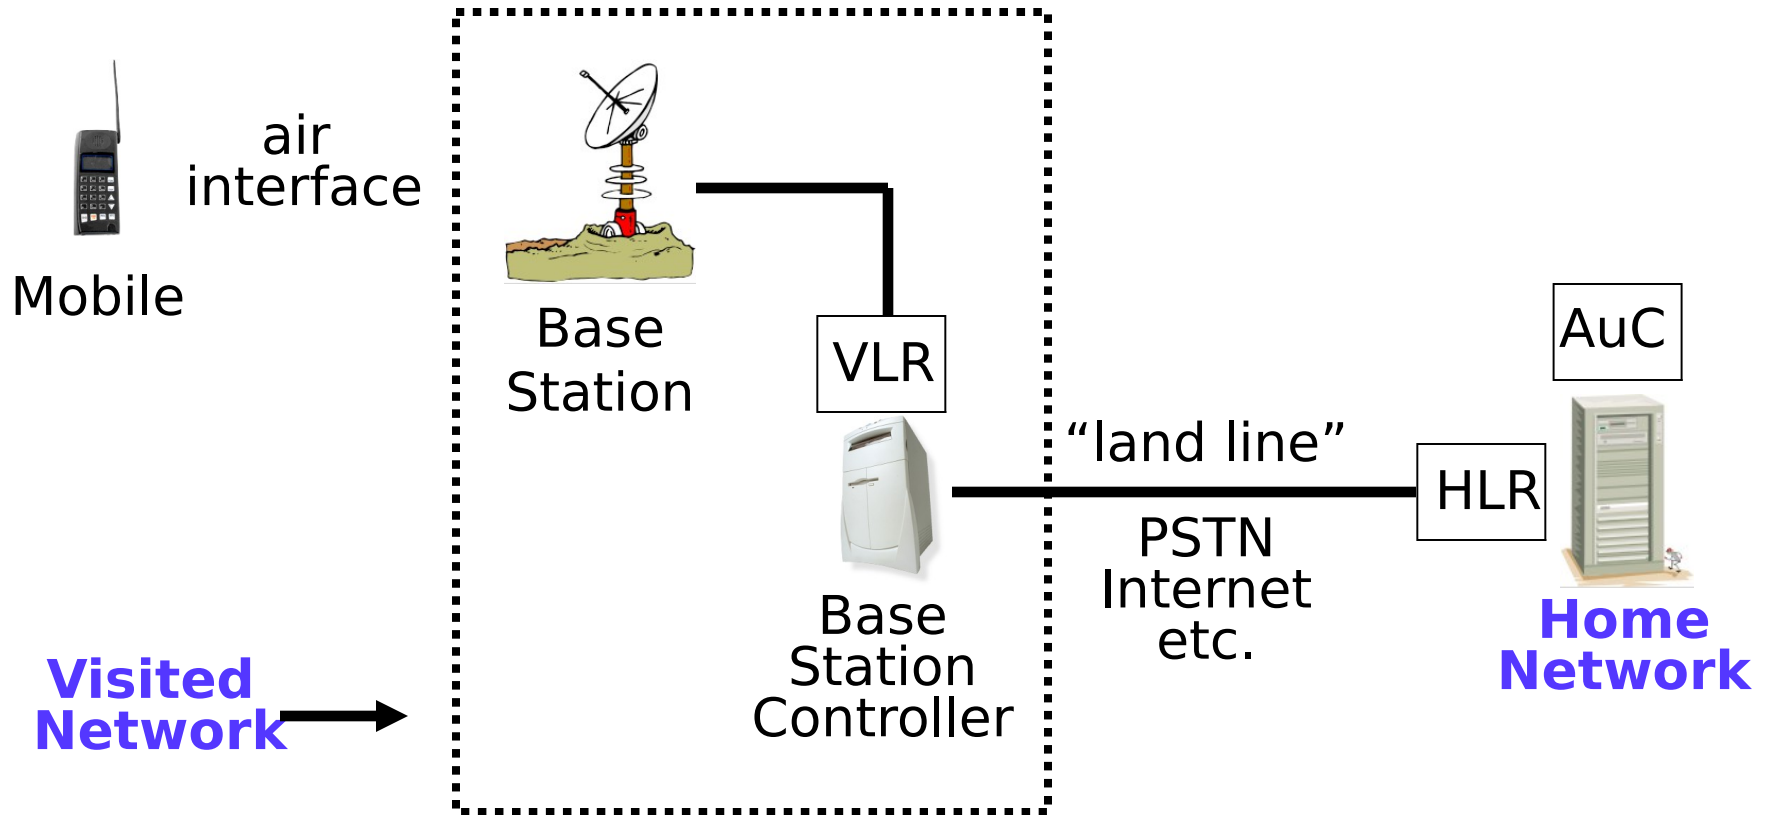 air
interface
Mobile
Base
Station
VLR
AuC
“land line”
HLR
PSTN
Internet
etc.
Base
Station
Controller
Home
Network
Visited
Network